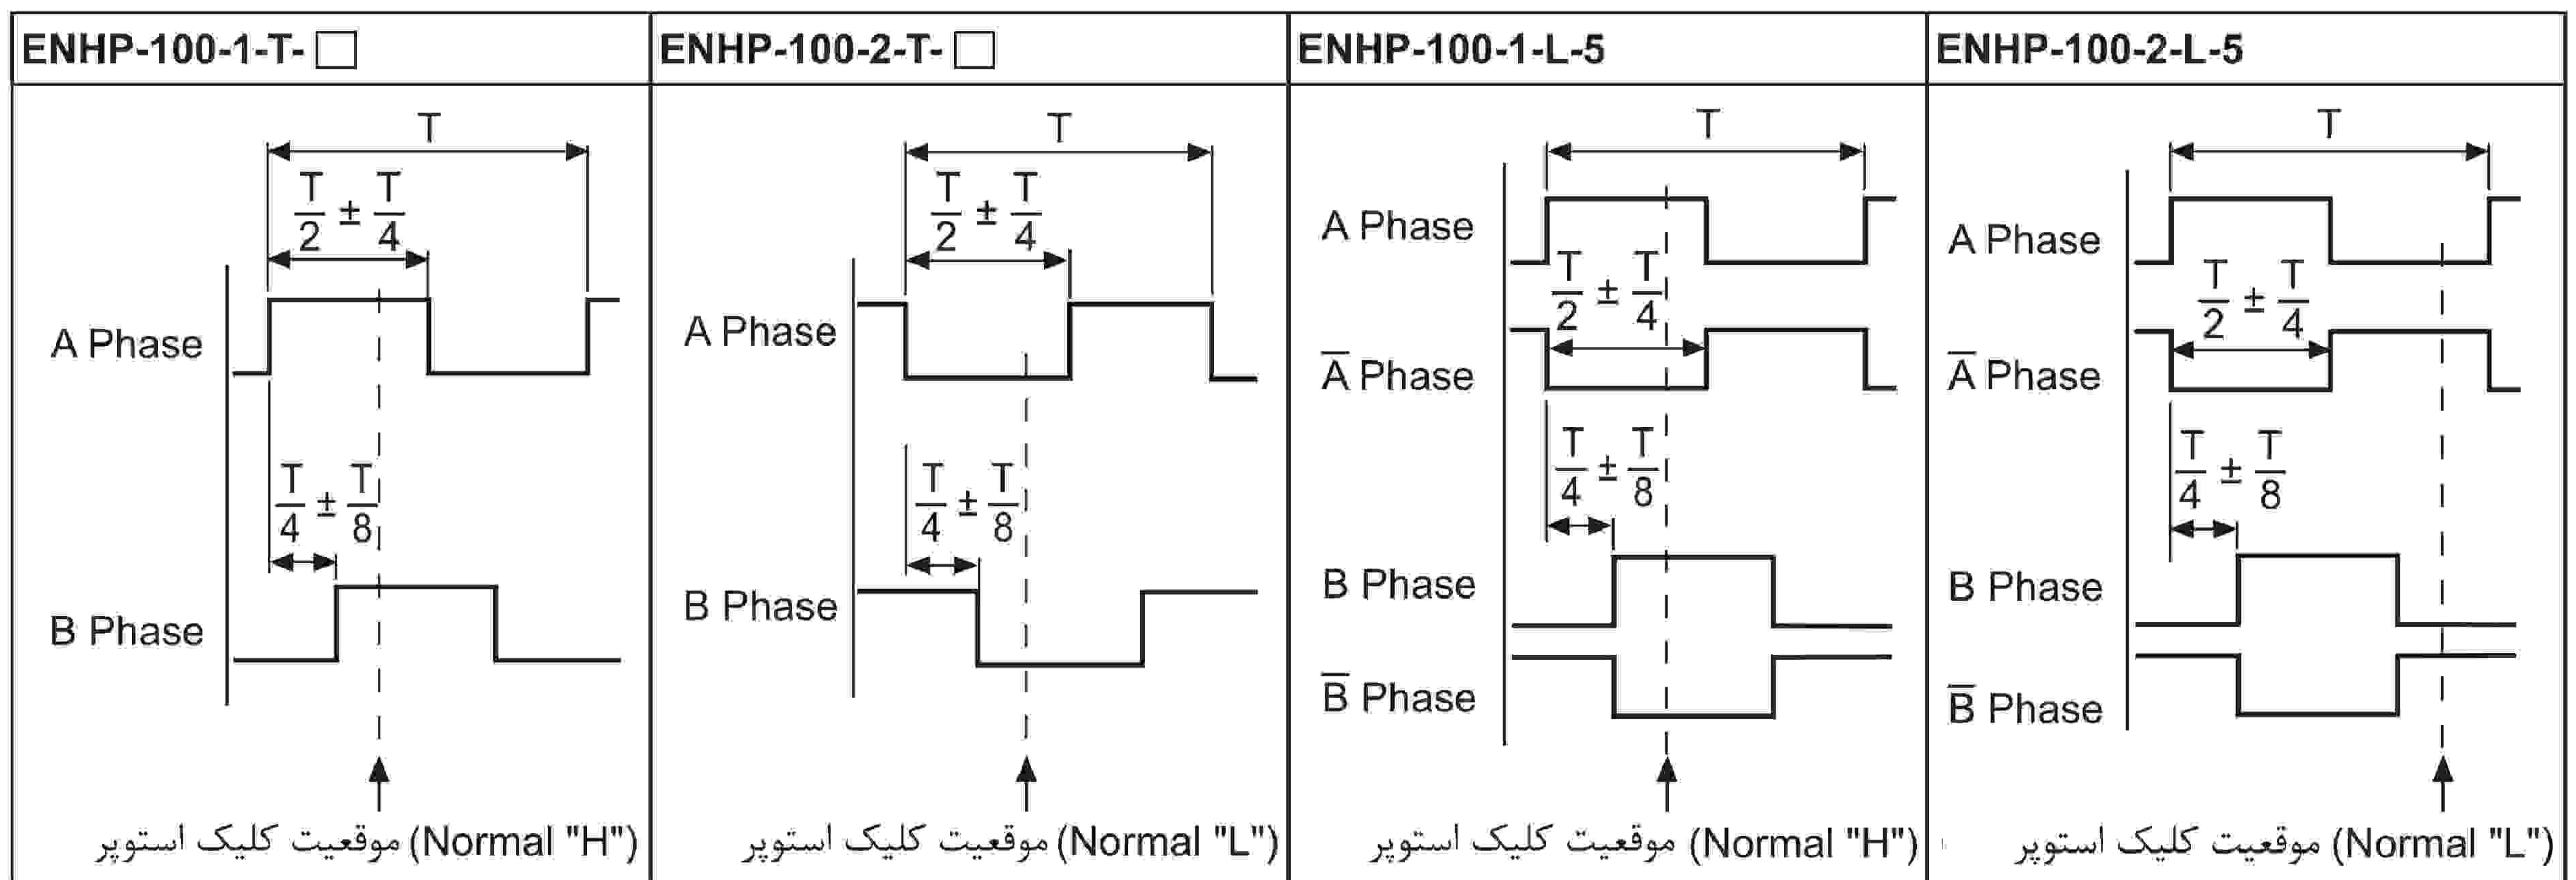 ENHP-100-1-T-□
T
T/2 ± T/4
A Phase
T/4 ± T/8
B Phase
موقعیت کلیک استوپر (Normal "H")
ENHP-100-2-T-□
T
T/2 ± T/4
A Phase
T/4 ± T/8
B Phase
موقعیت کلیک استوپر (Normal "L")
ENHP-100-1-L-5
T
A Phase
T/2 ± T/4
A̅ Phase
T/4 ± T/8
B Phase
B̅ Phase
موقعیت کلیک استوپر (Normal "H")
ENHP-100-2-L-5
T
A Phase
T/2 ± T/4
A̅ Phase
T/4 ± T/8
B Phase
B̅ Phase
موقعیت کلیک استوپر (Normal "L")